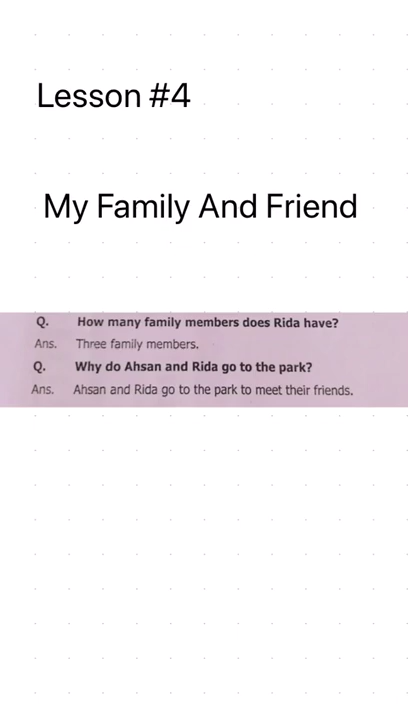 Lesson #4
My Family And Friend
Q. How many family members does Rida have?
Ans. Three family members.
Q. Why do Ahsan and Rida go to the park?
Ans. Ahsan and Rida go to the park to meet their friends.